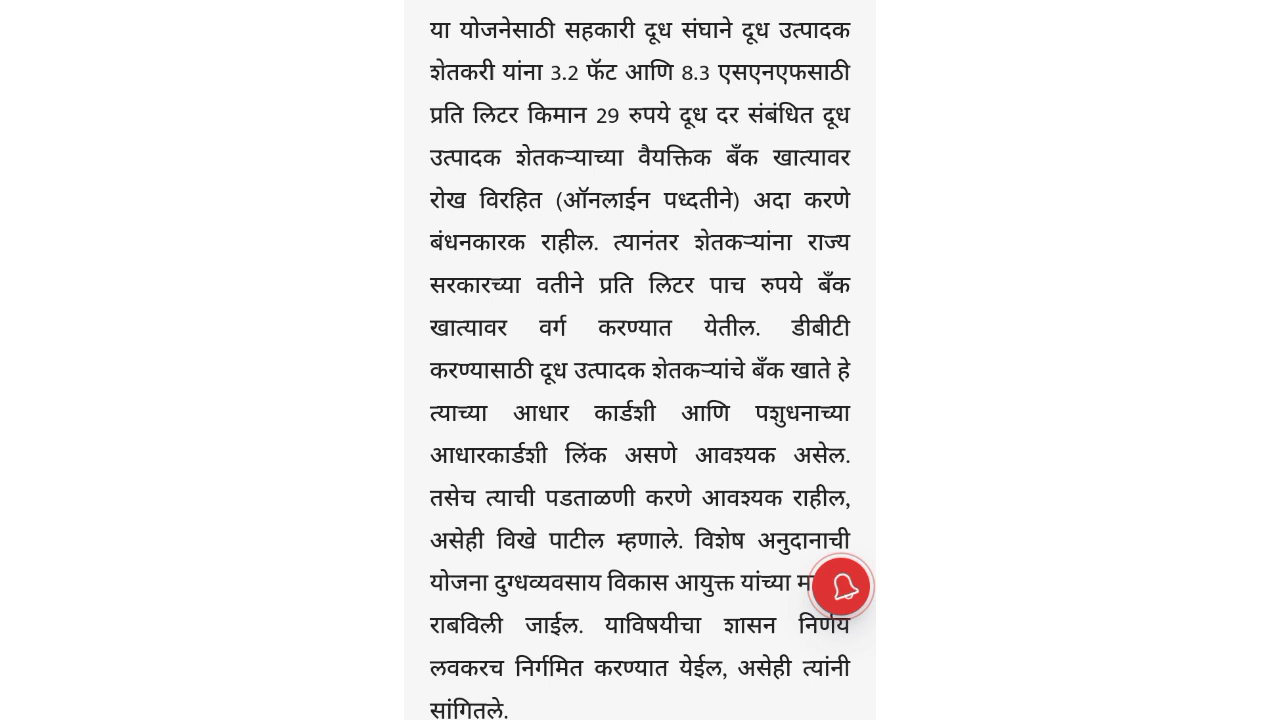 या योजनेसाठी सहकारी दूध संघाने दूध उत्पादक
शेतकरी यांना 3.2 फॅट आणि 8.3 एसएनएफसाठी
प्रति लिटर किमान 29 रुपये दूध दर संबंधित दूध
उत्पादक शेतकऱ्याच्या वैयक्तिक बँक खात्यावर
रोख विरहित (ऑनलाईन पध्दतीने) अदा करणे
बंधनकारक राहील. त्यानंतर शेतकऱ्यांना राज्य
सरकारच्या वतीने प्रति लिटर पाच रुपये बँक
खात्यावर वर्ग करण्यात येतील. डीबीटी
करण्यासाठी दूध उत्पादक शेतकऱ्यांचे बँक खाते हे
त्याच्या आधार कार्डशी आणि पशुधनाच्या
आधारकार्डशी लिंक असणे आवश्यक असेल.
तसेच त्याची पडताळणी करणे आवश्यक राहील,
असेही विखे पाटील म्हणाले. विशेष अनुदानाची
योजना दुग्धव्यवसाय विकास आयुक्त यांच्या
राबविली जाईल. याविषयीचा शासन निर्णय
लवकरच निर्गमित करण्यात येईल, असेही त्यांनी
सांगितले.